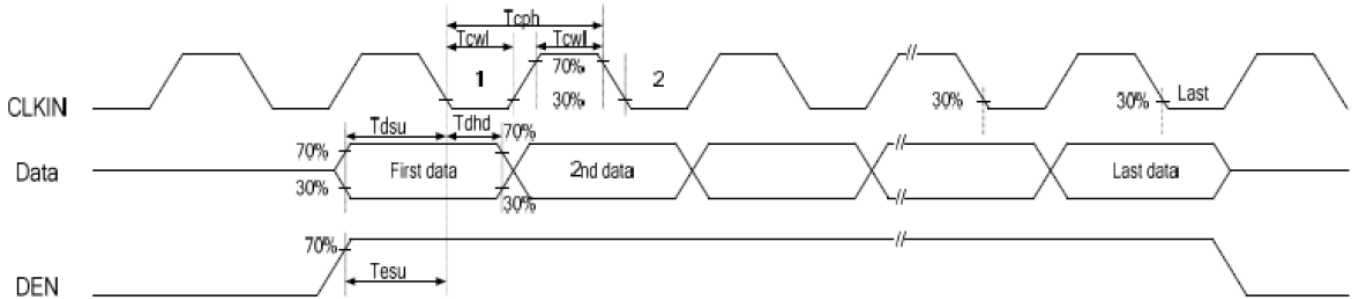 Tcph
Tcwl Tcwll
CLKIN 1 70% 30% 2 // 30% 30% Last
Tdsu Tdhd 70%
Data 70% 30% First data 30% 2nd data // Last data
70% //
DEN Tesu